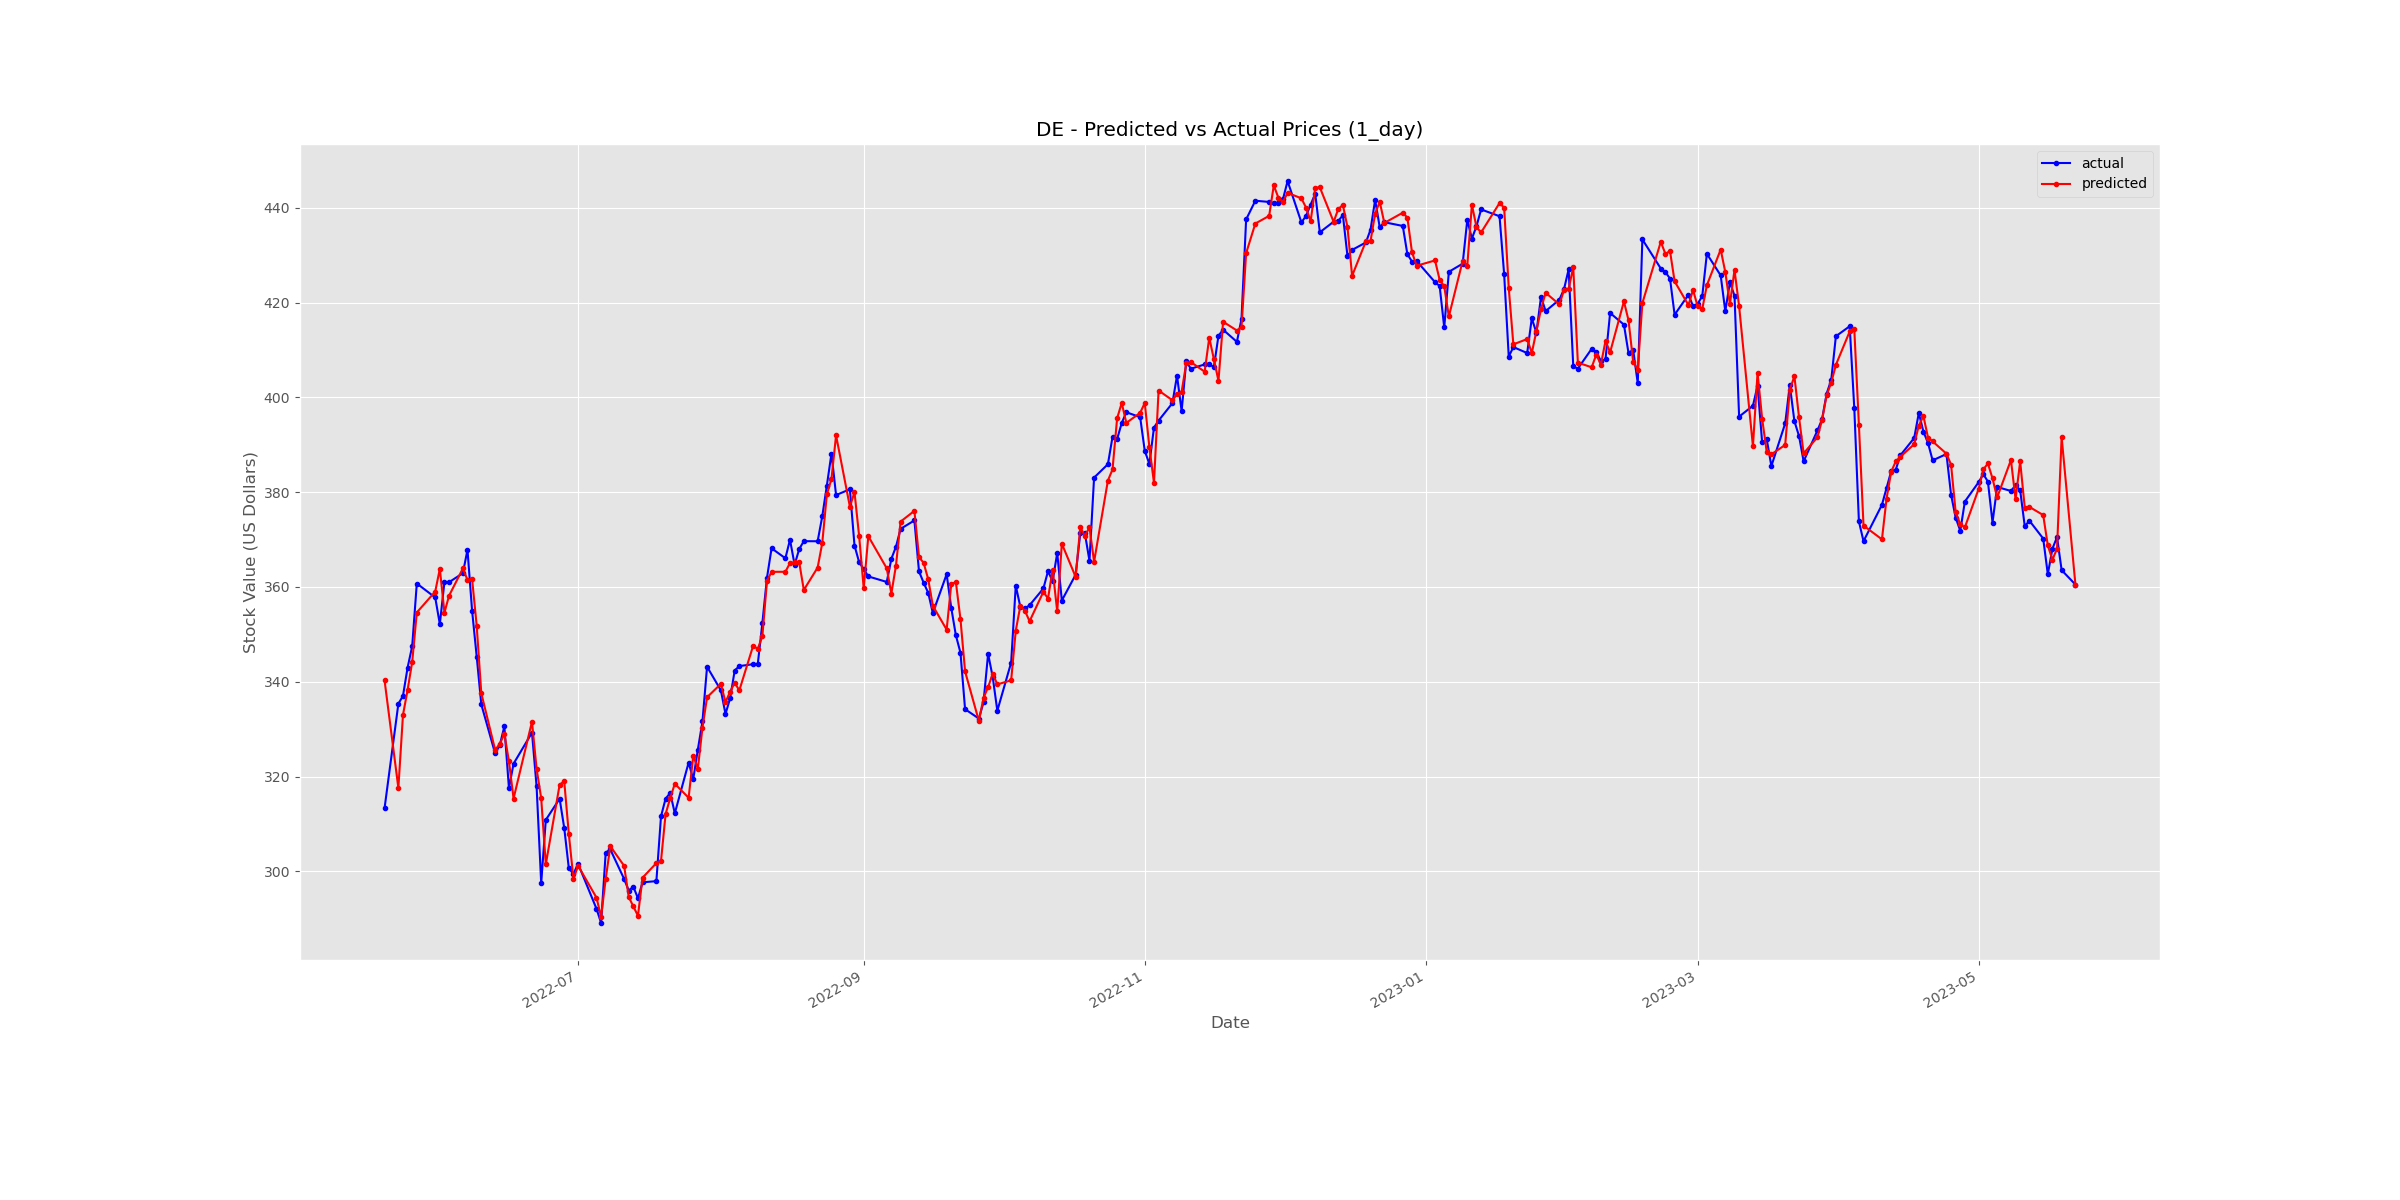 DE - Predicted vs Actual Prices (1_day)
actual
predicted
Stock Value (US Dollars)
440
420
400
380
360
340
320
300
2022-07
2022-09
2022-11
2023-01
2023-03
2023-05
Date